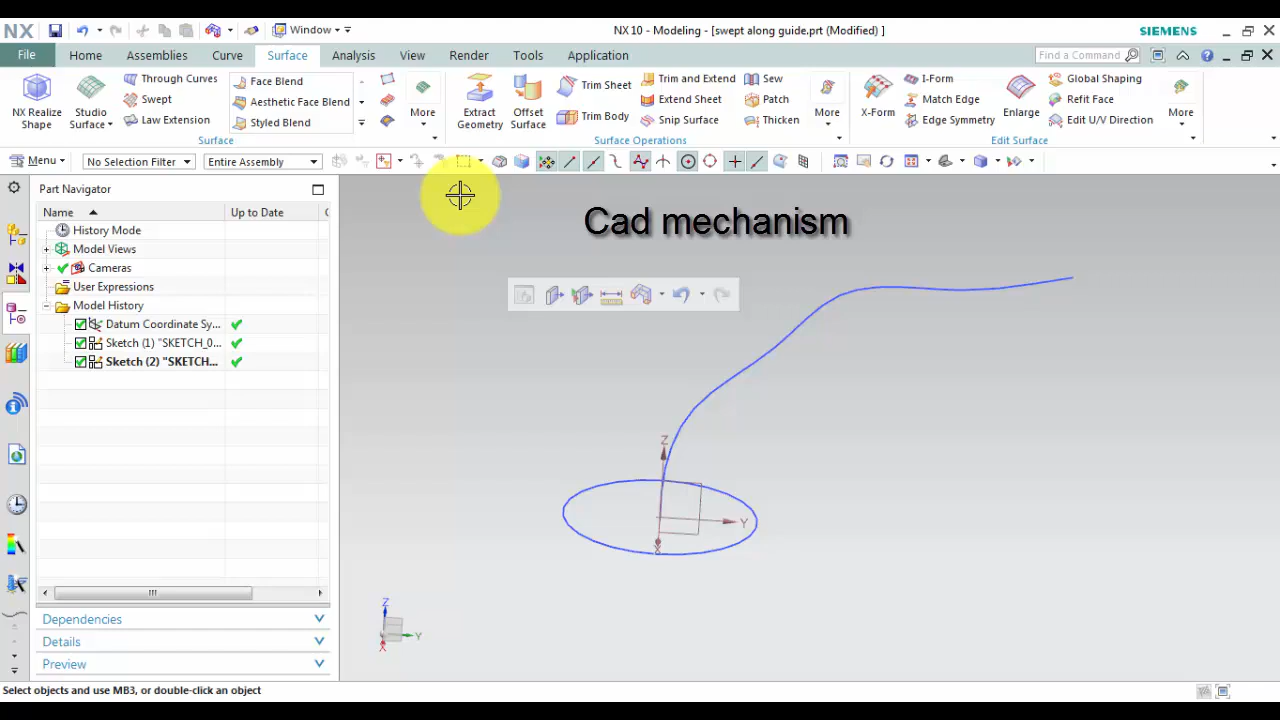 NX
Window
NX 10 - Modeling - [swept along guide.prt (Modified) ]
SIEMENS
File
Home
Assemblies
Curve
Surface
Analysis
View
Render
Tools
Application
Find a Command
NX Realize Shape
Studio Surface
Through Curves
Swept
Law Extension
Face Blend
Aesthetic Face Blend
Styled Blend
More
Surface
Extract Geometry
Offset Surface
Trim Sheet
Trim Body
Trim and Extend
Extend Sheet
Snip Surface
Sew
Patch
Thicken
More
Surface Operations
X-Form
I-Form
Match Edge
Edge Symmetry
Enlarge
Global Shaping
Refit Face
Edit U/V Direction
More
Edit Surface
Menu
No Selection Filter
Entire Assembly
Part Navigator
Name
Up to Date
C
History Mode
Model Views
Cameras
User Expressions
Model History
Datum Coordinate Sy...
Sketch (1) "SKETCH_0...
Sketch (2) "SKETCH...
Dependencies
Details
Preview
Cad mechanism
Z
Y
X
Z
Y
X
Select objects and use MB3, or double-click an object